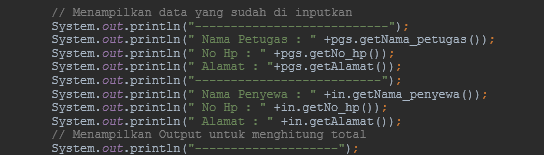 // Menampilkan data yang sudah di inputkan
System.out.println("---------------------------");
System.out.println(" Nama Petugas : " +pgs.getNama_petugas());
System.out.println(" No Hp : " +pgs.getNo_hp());
System.out.println(" Alamat : "+pgs.getAlamat());
System.out.println("--------------------------");
System.out.println(" Nama Penyewa : " +in.getNama_penyewa());
System.out.println(" No Hp : " +in.getNo_hp());
System.out.println(" Alamat : " +in.getAlamat());
// Menampilkan Output untuk menghitung total
System.out.println("--------------------");